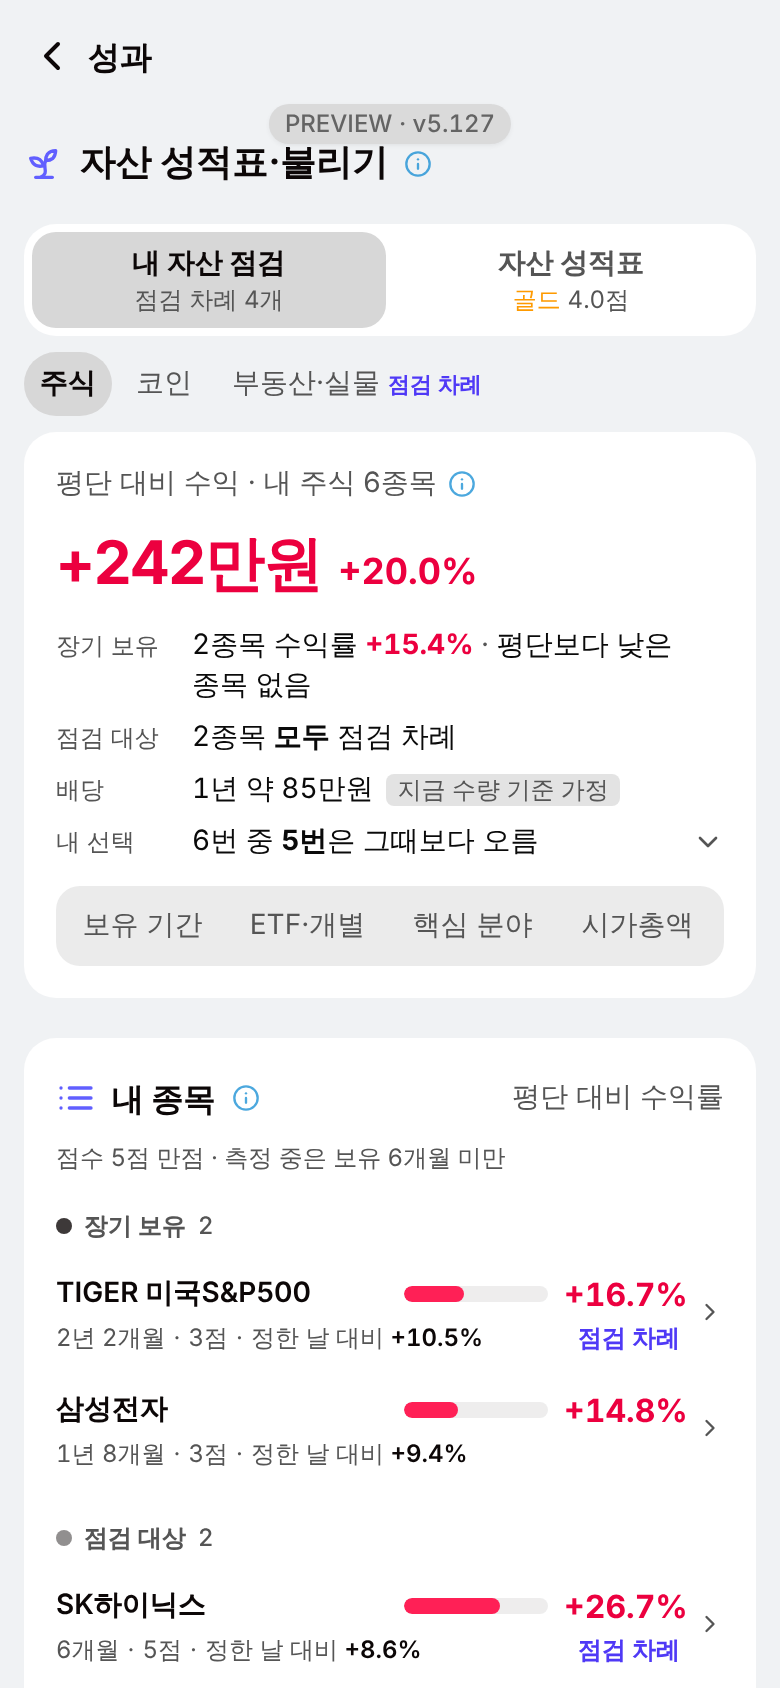 성과
PREVIEW · v5.127
자산 성적표·불리기
내 자산 점검
점검 차례 4개
자산 성적표
골드 4.0점
주식
코인
부동산·실물 점검 차례
평단 대비 수익 · 내 주식 6종목
+242만원 +20.0%
장기 보유 2종목 수익률 +15.4% · 평단보다 낮은
종목 없음
점검 대상 2종목 모두 점검 차례
배당 1년 약 85만원 지금 수량 기준 가정
내 선택 6번 중 5번은 그때보다 오름
보유 기간 ETF·개별 핵심 분야 시가총액
내 종목 평단 대비 수익률
점수 5점 만점 · 측정 중은 보유 6개월 미만
장기 보유 2
TIGER 미국S&P500 +16.7%
2년 2개월 · 3점 · 정한 날 대비 +10.5% 점검 차례
삼성전자 +14.8%
1년 8개월 · 3점 · 정한 날 대비 +9.4%
점검 대상 2
SK하이닉스 +26.7%
6개월 · 5점 · 정한 날 대비 +8.6% 점검 차례